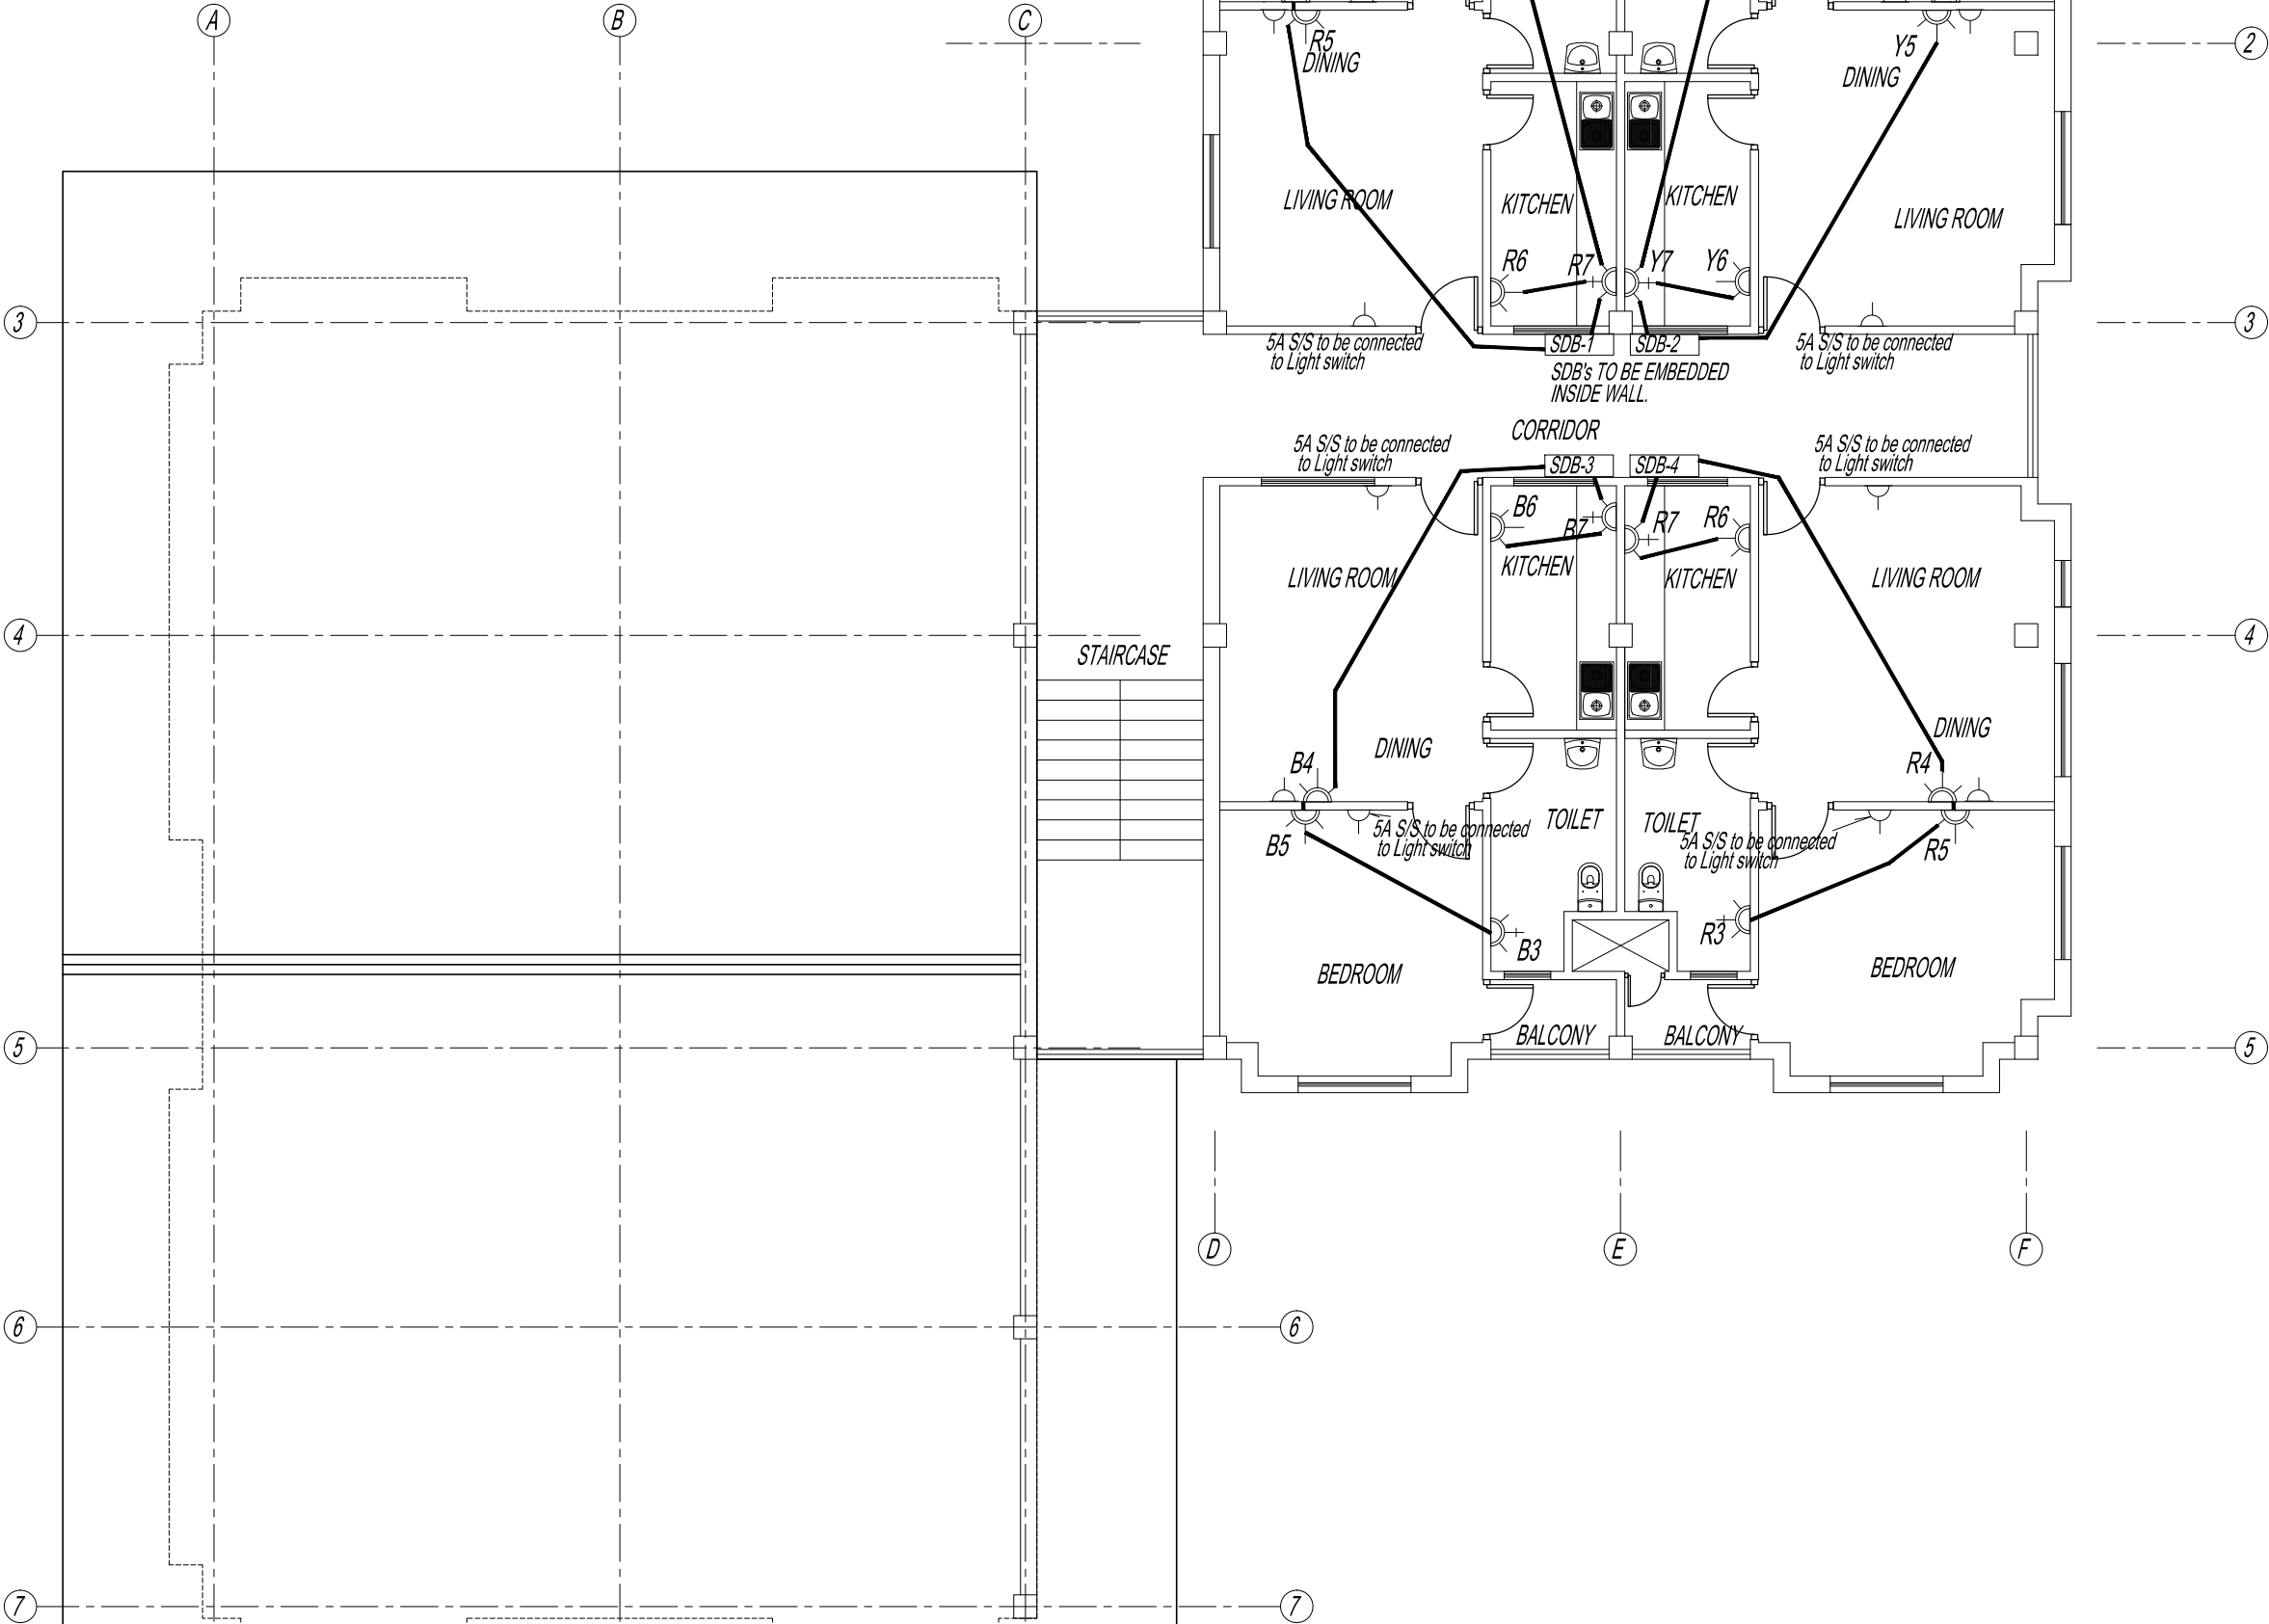 A
B
C
R5
DINING
Y5
DINING
2
LIVING ROOM
KITCHEN
KITCHEN
LIVING ROOM
R6
R7
Y7
Y6
3
3
5A S/S to be connected
to Light switch
SDB-1
SDB-2
5A S/S to be connected
to Light switch
SDB's TO BE EMBEDDED
INSIDE WALL.
CORRIDOR
5A S/S to be connected
to Light switch
SDB-3
SDB-4
5A S/S to be connected
to Light switch
B6
B7
R7
R6
LIVING ROOM
KITCHEN
KITCHEN
LIVING ROOM
4
4
STAIRCASE
DINING
DINING
B4
R4
TOILET
TOILET
5A S/S to be connected
to Light switch
5A S/S to be connected
to Light switch
B5
R5
B3
R3
BEDROOM
BEDROOM
BALCONY
BALCONY
5
5
D
E
F
6
6
7
7